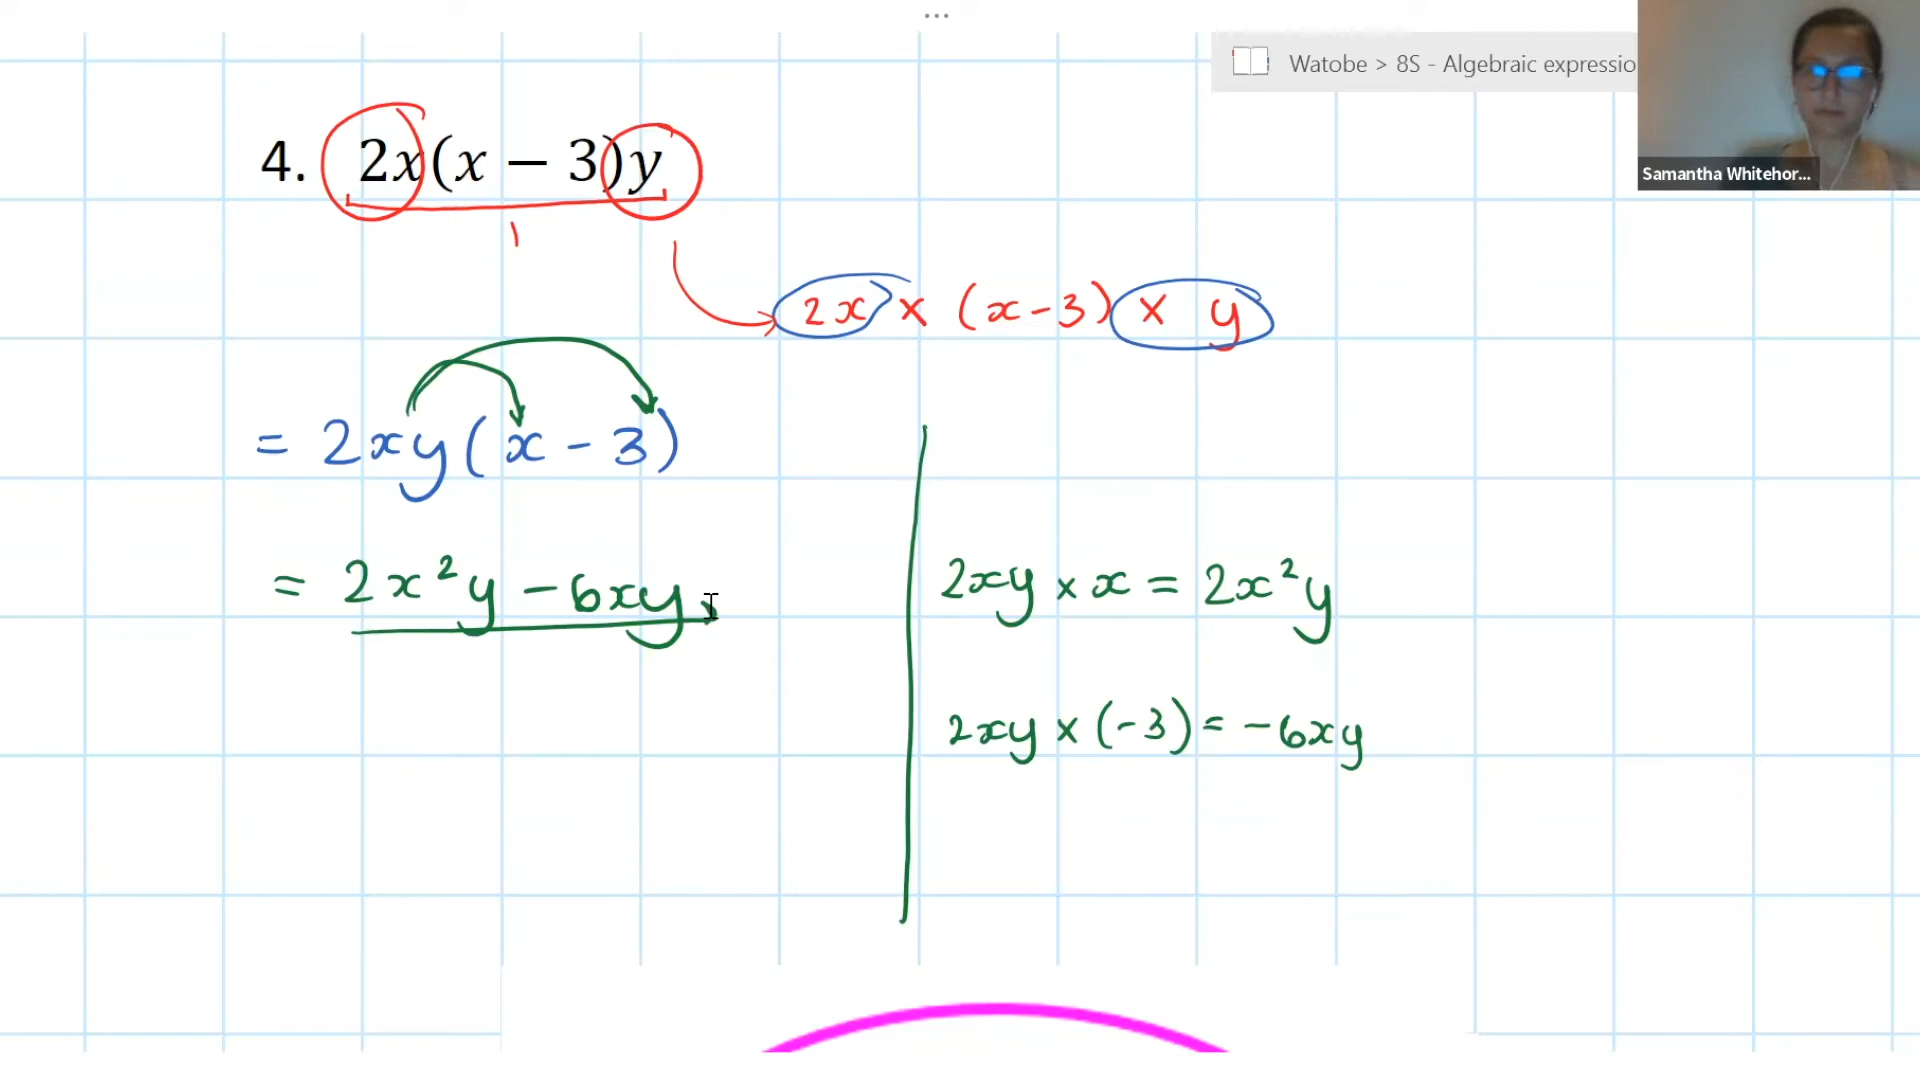 ...
Watobe > 8S - Algebraic expressio
Samantha Whitehor...
4. 2x(x − 3)y
1
2x × (x-3) × y
= 2xy(x - 3)
= 2x²y - 6xy
2xy × x = 2x²y
2xy × (-3) = -6xy